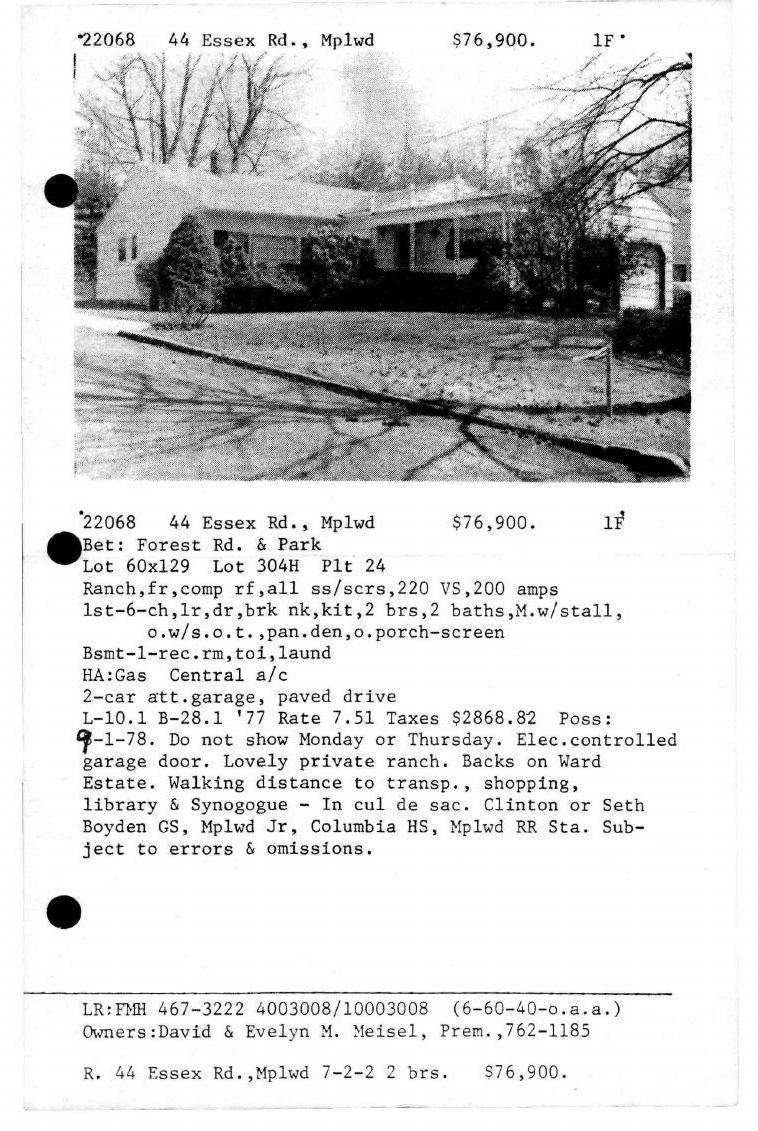 22068 44 Essex Rd., Mplwd $76,900. 1F
22068 44 Essex Rd., Mplwd $76,900. 1F
Bet: Forest Rd. & Park
Lot 60x129 Lot 304H Plt 24
Ranch,fr,comp rf,all ss/scrs,220 VS,200 amps
1st-6-ch,lr,dr,brk nk,kit,2 brs,2 baths,M.w/stall,
o.w/s.o.t.,pan.den,o.porch-screen
Bsmt-1-rec.rm,toi,laund
HA:Gas Central a/c
2-car att.garage, paved drive
L-10.1 B-28.1 '77 Rate 7.51 Taxes $2868.82 Poss:
9-1-78. Do not show Monday or Thursday. Elec.controlled
garage door. Lovely private ranch. Backs on Ward
Estate. Walking distance to transp., shopping,
library & Synogogue - In cul de sac. Clinton or Seth
Boyden GS, Mplwd Jr, Columbia HS, Mplwd RR Sta. Sub-
ject to errors & omissions.
LR:FMH 467-3222 4003008/10003008 (6-60-40-o.a.a.)
Owners:David & Evelyn M. Meisel, Prem.,762-1185
R. 44 Essex Rd.,Mplwd 7-2-2 2 brs. $76,900.